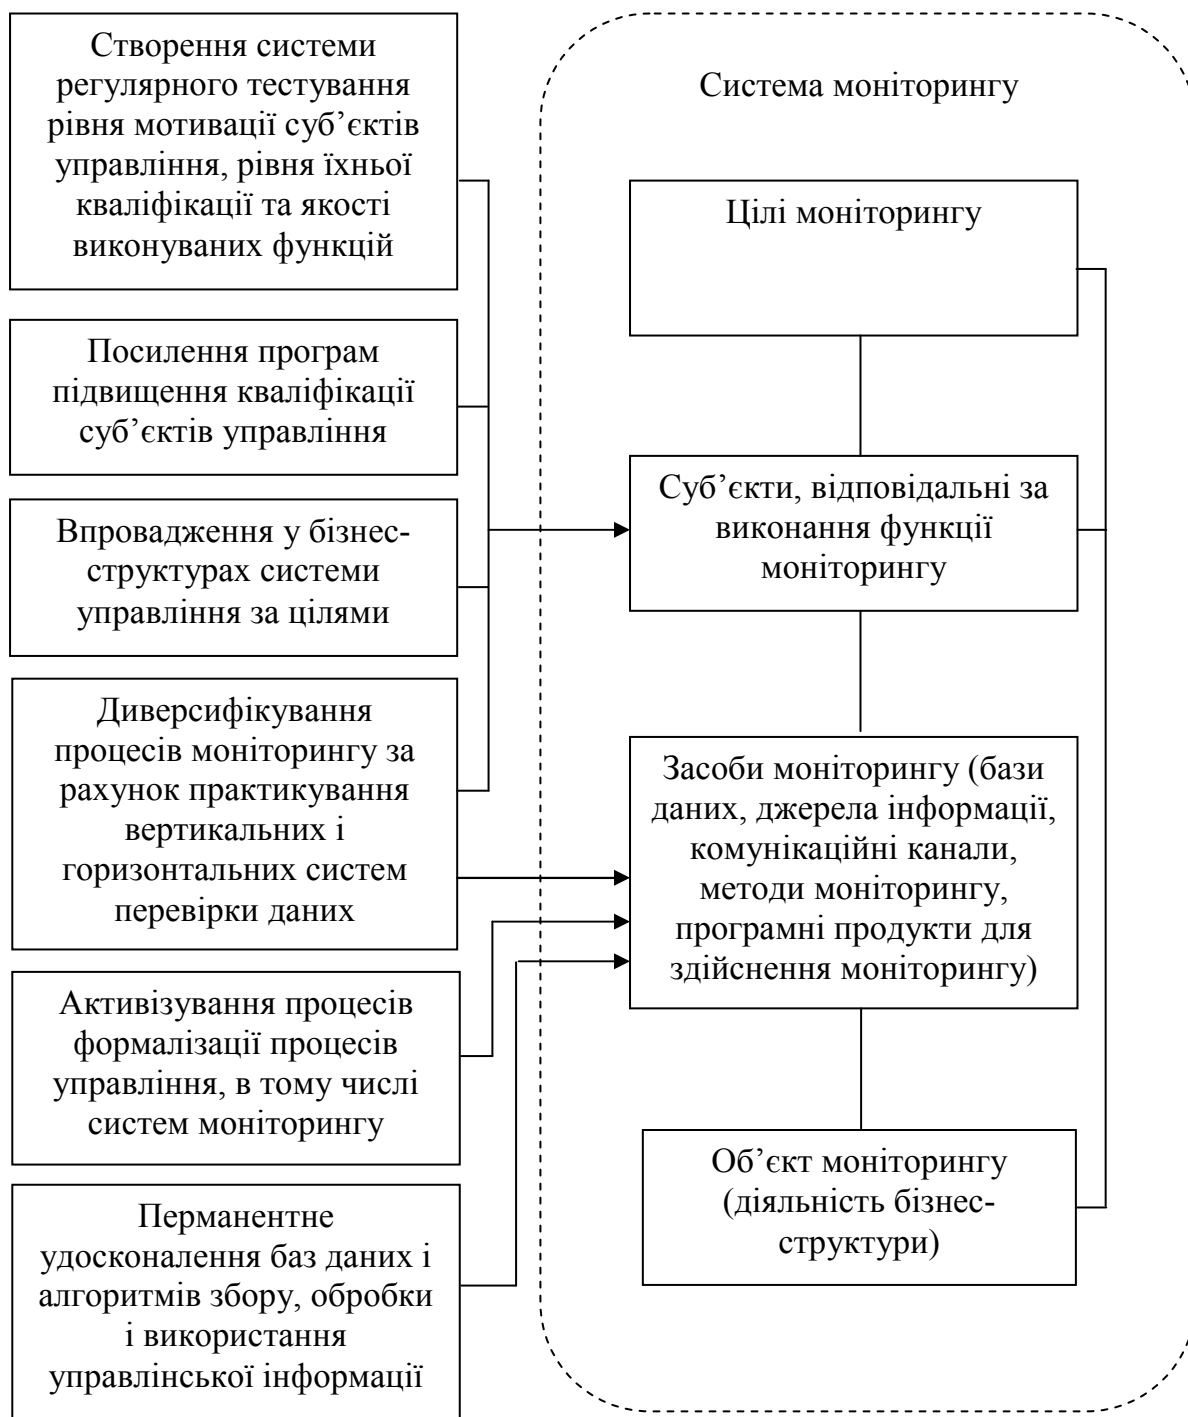 Створення системи
регулярного тестування
рівня мотивації суб’єктів
управління, рівня їхньої
кваліфікації та якості
виконуваних функцій
Посилення програм
підвищення кваліфікації
суб’єктів управління
Впровадження у бізнес-
структурах системи
управління за цілями
Диверсифікування
процесів моніторингу за
рахунок практикування
вертикальних і
горизонтальних систем
перевірки даних
Активізування процесів
формалізації процесів
управління, в тому числі
систем моніторингу
Перманентне
удосконалення баз даних і
алгоритмів збору, обробки
і використання
управлінської інформації
Система моніторингу
Цілі моніторингу
Суб’єкти, відповідальні за
виконання функції
моніторингу
Засоби моніторингу (бази
даних, джерела інформації,
комунікаційні канали,
методи моніторингу,
програмні продукти для
здійснення моніторингу)
Об’єкт моніторингу
(діяльність бізнес-
структури)